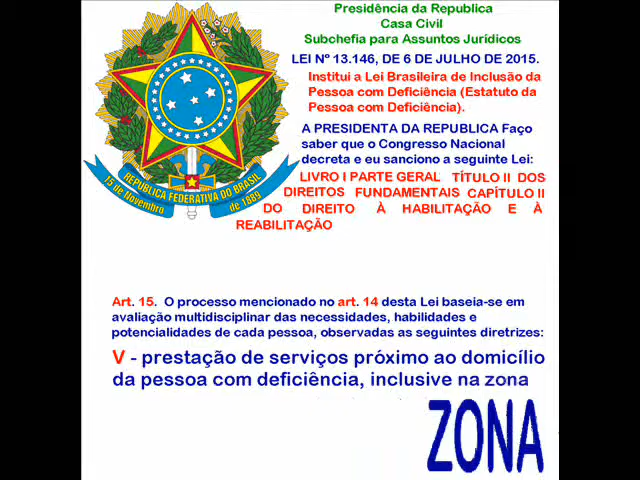 Presidência da Republica
Casa Civil
Subchefia para Assuntos Jurídicos
LEI Nº 13.146, DE 6 DE JULHO DE 2015.
Institui a Lei Brasileira de Inclusão da
Pessoa com Deficiência (Estatuto da
Pessoa com Deficiência).
A PRESIDENTA DA REPUBLICA Faço
saber que o Congresso Nacional
decreta e eu sanciono a seguinte Lei:
LIVRO I PARTE GERAL TÍTULO II DOS
DIREITOS FUNDAMENTAIS CAPÍTULO II
DO DIREITO À HABILITAÇÃO E À
REABILITAÇÃO
REPÚBLICA FEDERATIVA DO BRASIL
15 de Novembro
de 1889
Art. 15. O processo mencionado no art. 14 desta Lei baseia-se em
avaliação multidisciplinar das necessidades, habilidades e
potencialidades de cada pessoa, observadas as seguintes diretrizes:
V - prestação de serviços próximo ao domicílio
da pessoa com deficiência, inclusive na zona
ZONA